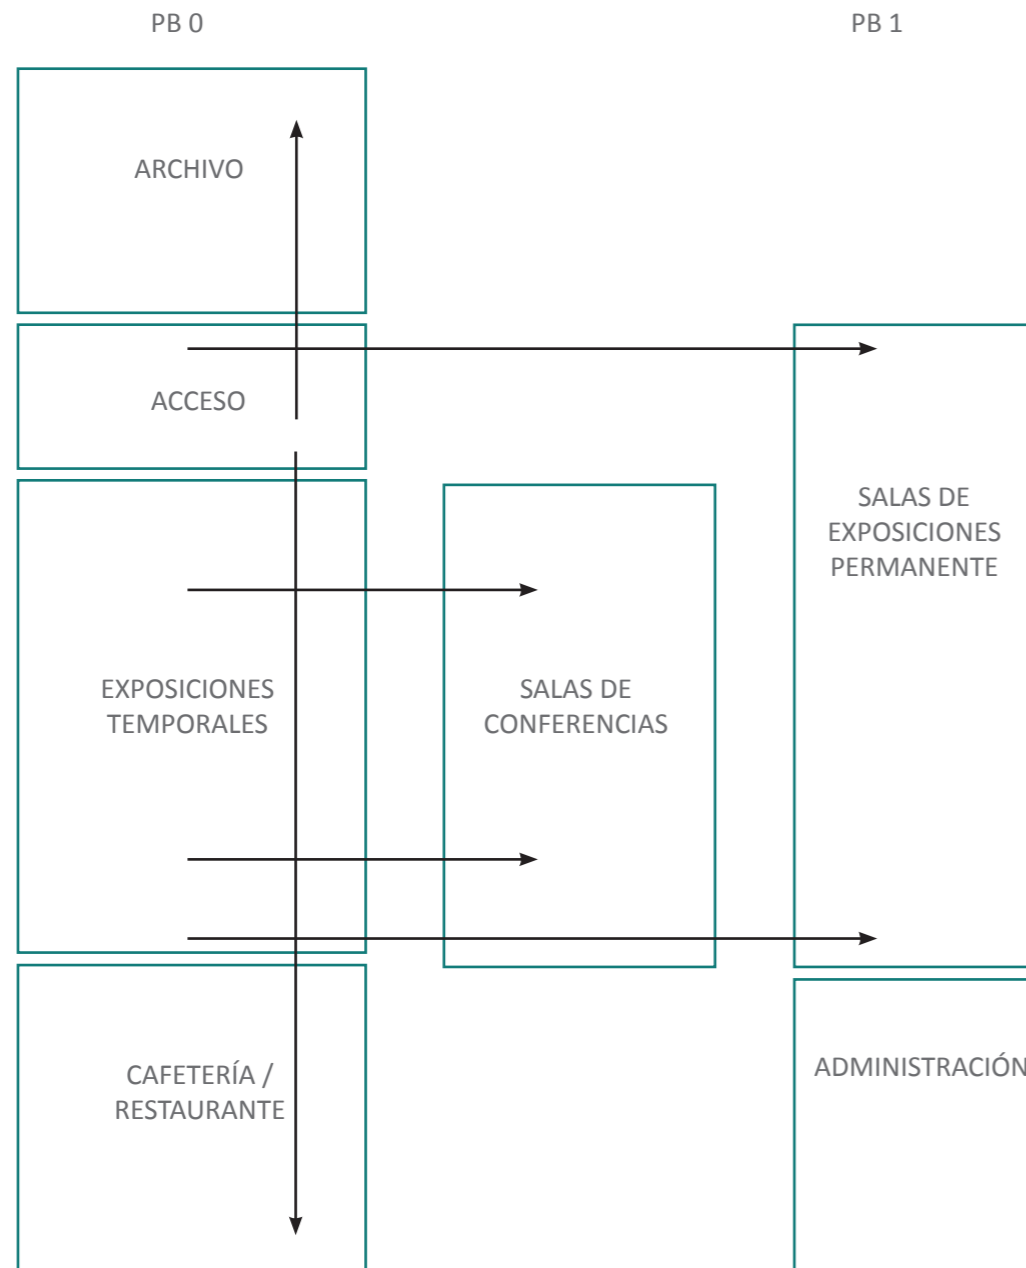 PB 0
PB 1
ARCHIVO
ACCESO
SALAS DE
EXPOSICIONES
PERMANENTE
EXPOSICIONES
TEMPORALES
SALAS DE
CONFERENCIAS
CAFETERÍA /
RESTAURANTE
ADMINISTRACIÓN